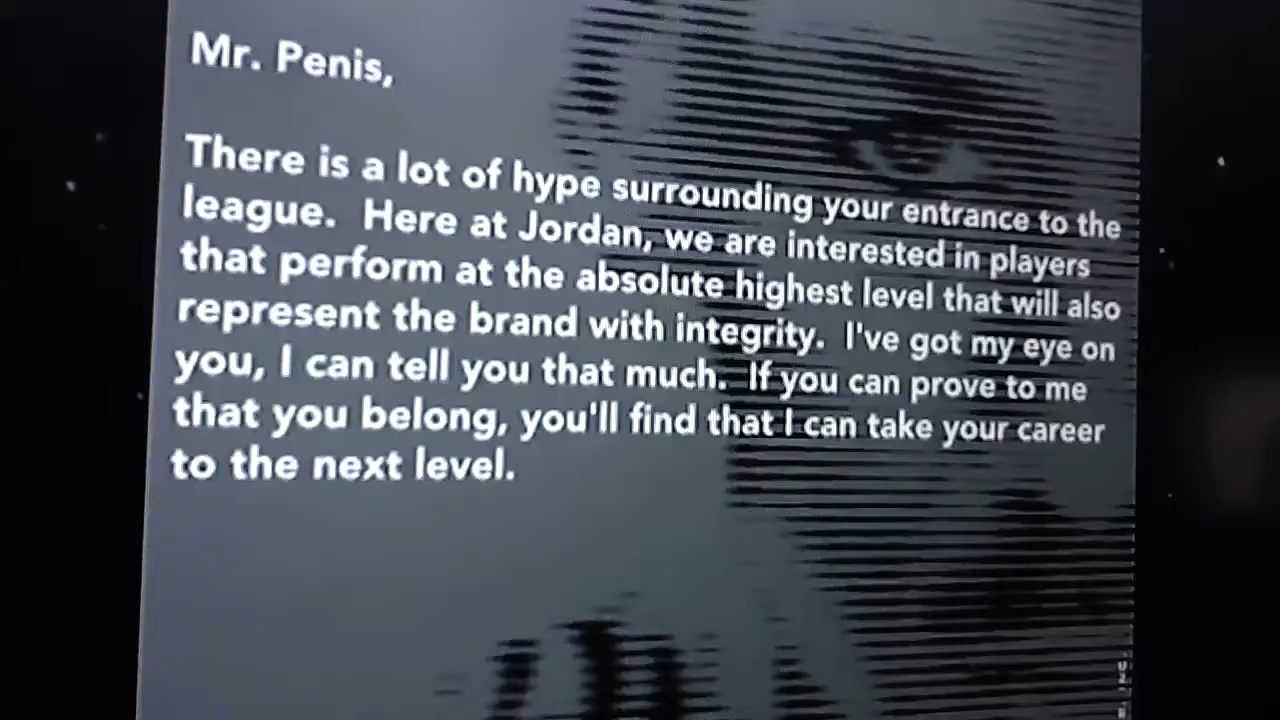 Mr. Penis,
There is a lot of hype surrounding your entrance to the
league.  Here at Jordan, we are interested in players
that perform at the absolute highest level that will also
represent the brand with integrity.  I've got my eye on
you, I can tell you that much.  If you can prove to me
that you belong, you'll find that I can take your career
to the next level.